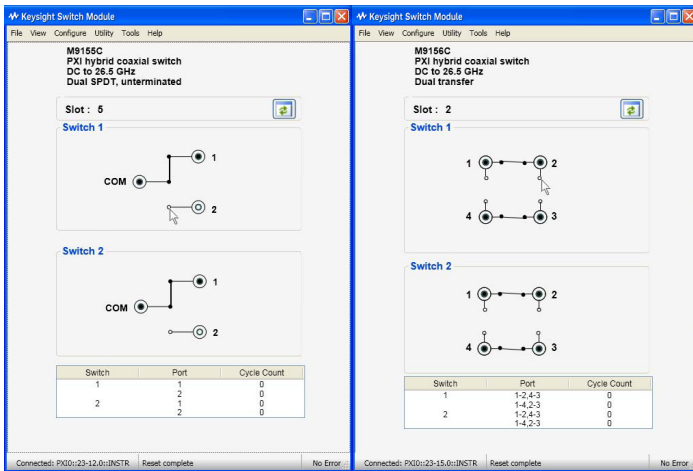 Keysight Switch Module
File View Configure Utility Tools Help
M9155C
PXI hybrid coaxial switch
DC to 26.5 GHz
Dual SPDT, unterminated
Slot : 5
Switch 1
1
COM
2
Switch 2
1
COM
2
Switch Port Cycle Count
1 1 0
2 0
2 1 0
2 0
Connected: PXI0::23-12.0::INSTR Reset complete No Error
Keysight Switch Module
File View Configure Utility Tools Help
M9156C
PXI hybrid coaxial switch
DC to 26.5 GHz
Dual transfer
Slot : 2
Switch 1
1 2
4 3
Switch 2
1 2
4 3
Switch Port Cycle Count
1 1-2,4-3 0
1-4,2-3 0
2 1-2,4-3 0
1-4,2-3 0
Connected: PXI0::23-15.0::INSTR Reset complete No Error